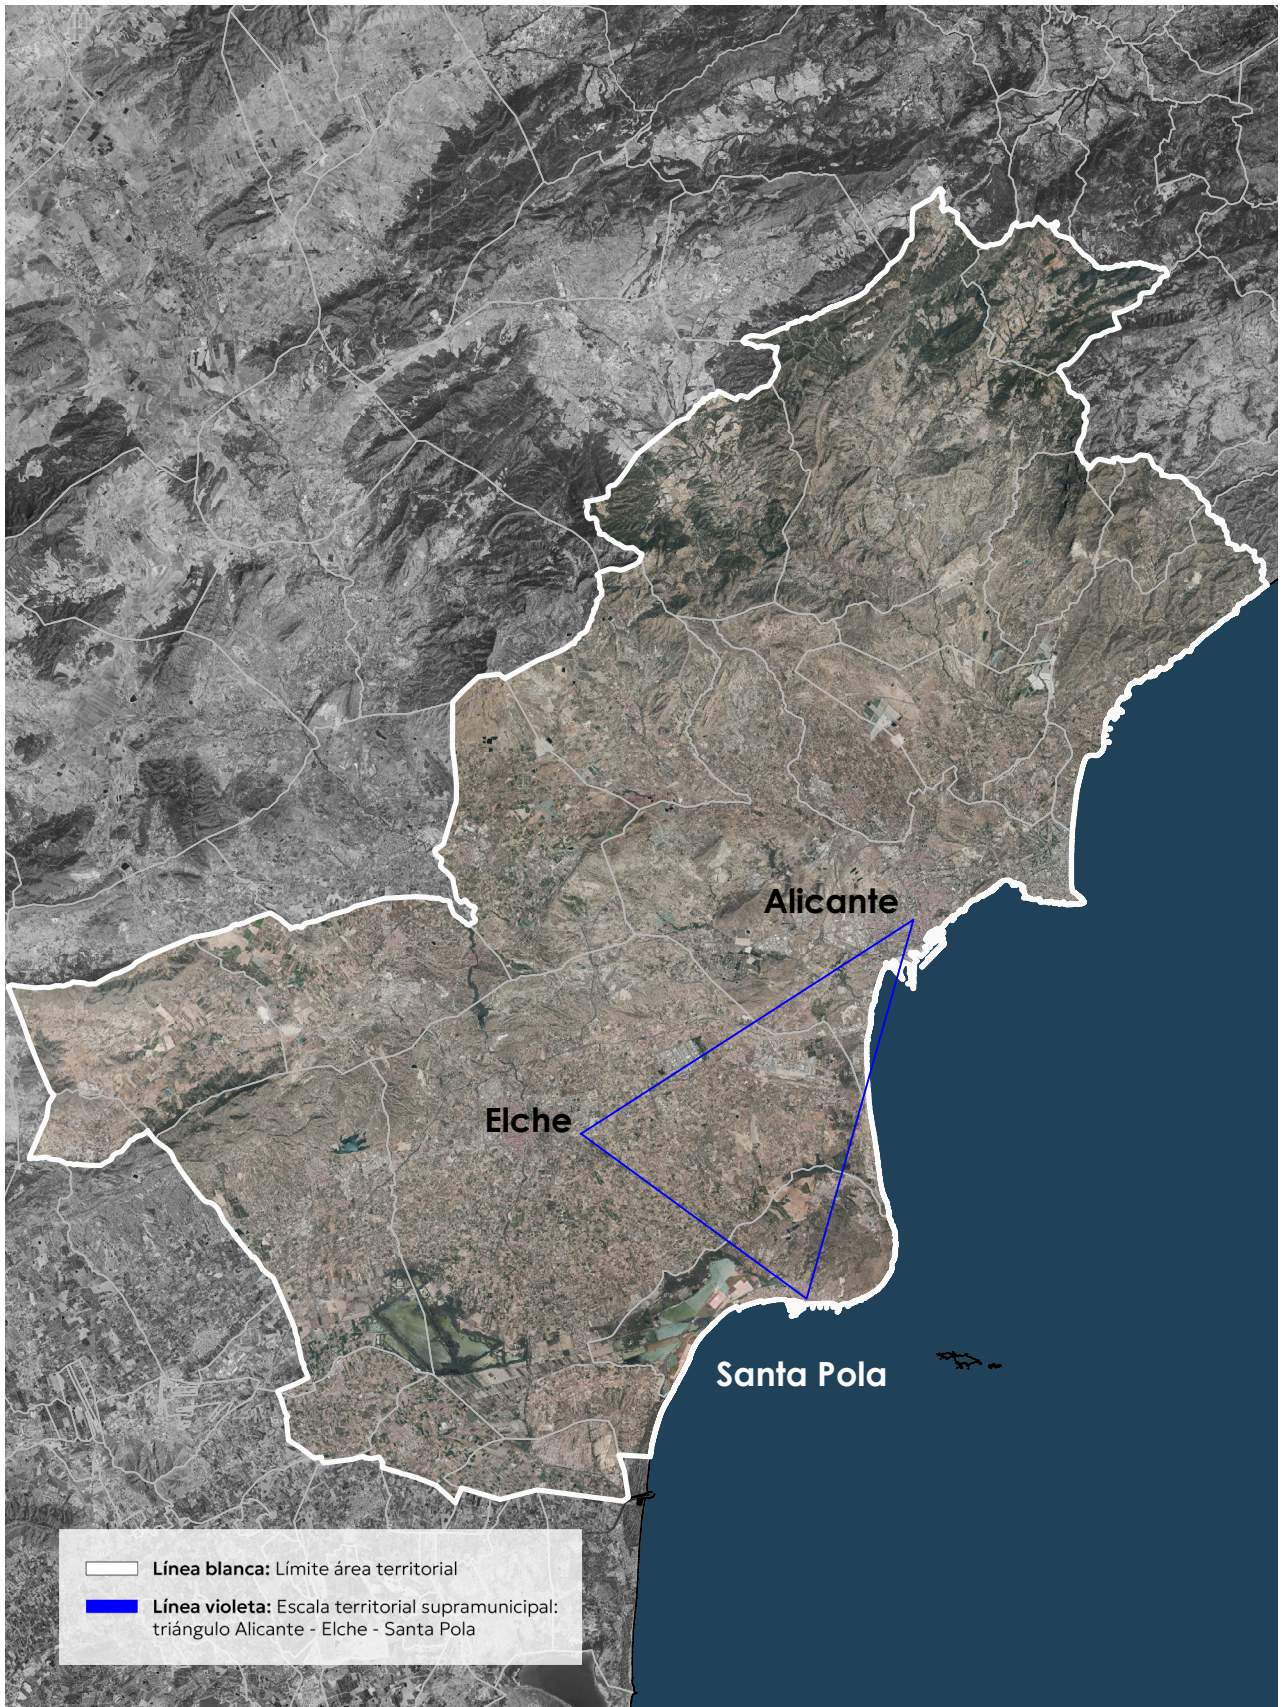 Alicante
Elche
Santa Pola
Línea blanca: Límite área territorial
Línea violeta: Escala territorial supramunicipal:
triángulo Alicante - Elche - Santa Pola